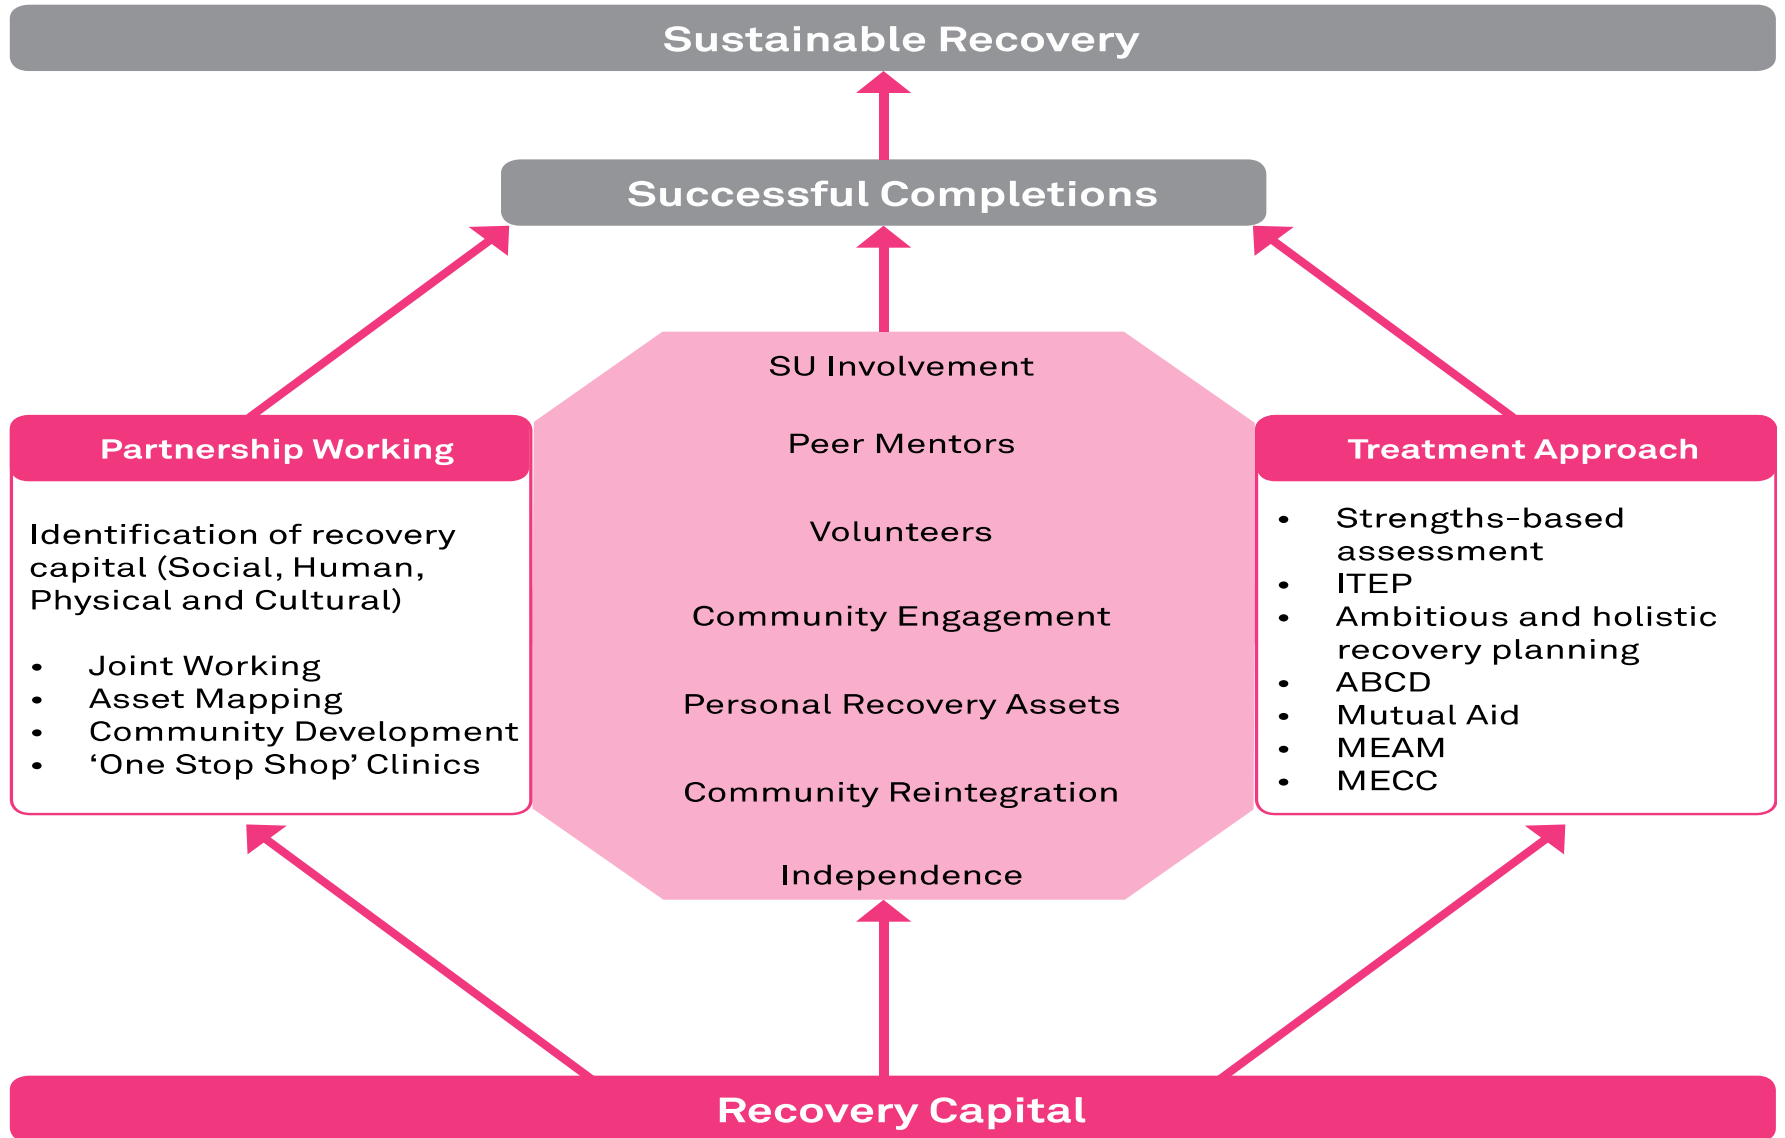 Sustainable Recovery
Successful Completions
SU Involvement
Peer Mentors
Volunteers
Community Engagement
Personal Recovery Assets
Community Reintegration
Independence
Partnership Working
Identification of recovery
capital (Social, Human,
Physical and Cultural)
• Joint Working
• Asset Mapping
• Community Development
• ‘One Stop Shop’ Clinics
Treatment Approach
• Strengths-based
assessment
• ITEP
• Ambitious and holistic
recovery planning
• ABCD
• Mutual Aid
• MEAM
• MECC
Recovery Capital